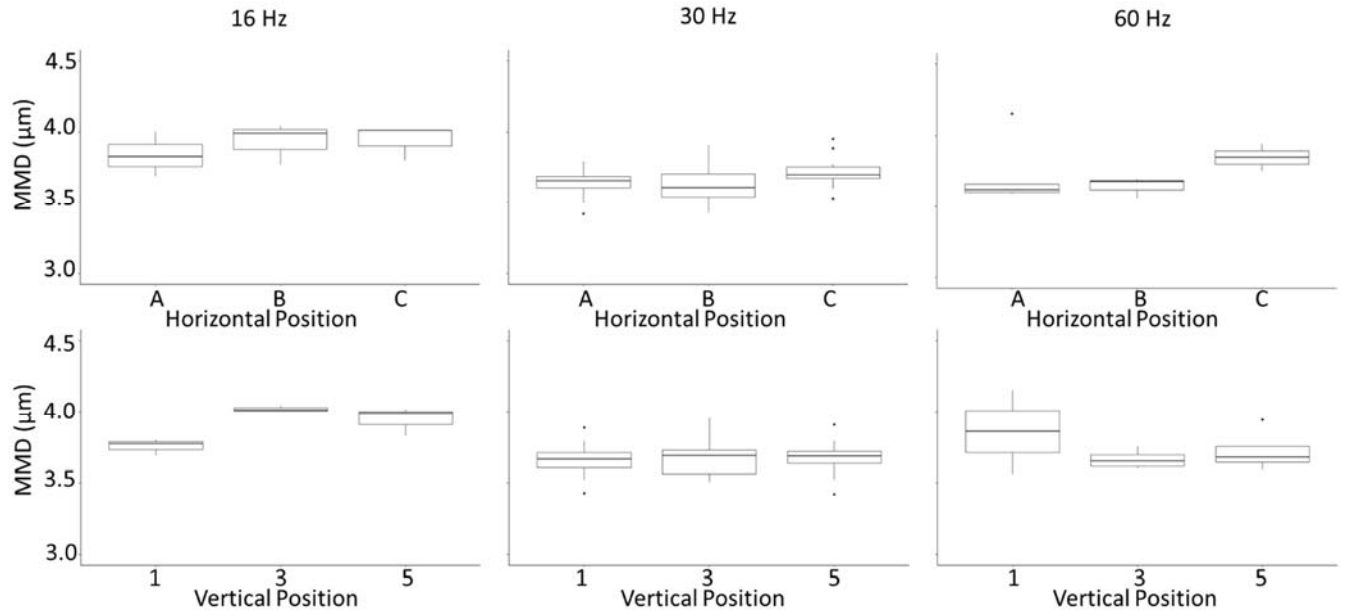 16 Hz 30 Hz 60 Hz
4.5
4.0
3.5
3.0
MMD (μm)
A B C A B C A B C
Horizontal Position Horizontal Position Horizontal Position
4.5
4.0
3.5
3.0
MMD (μm)
1 3 5 1 3 5 1 3 5
Vertical Position Vertical Position Vertical Position